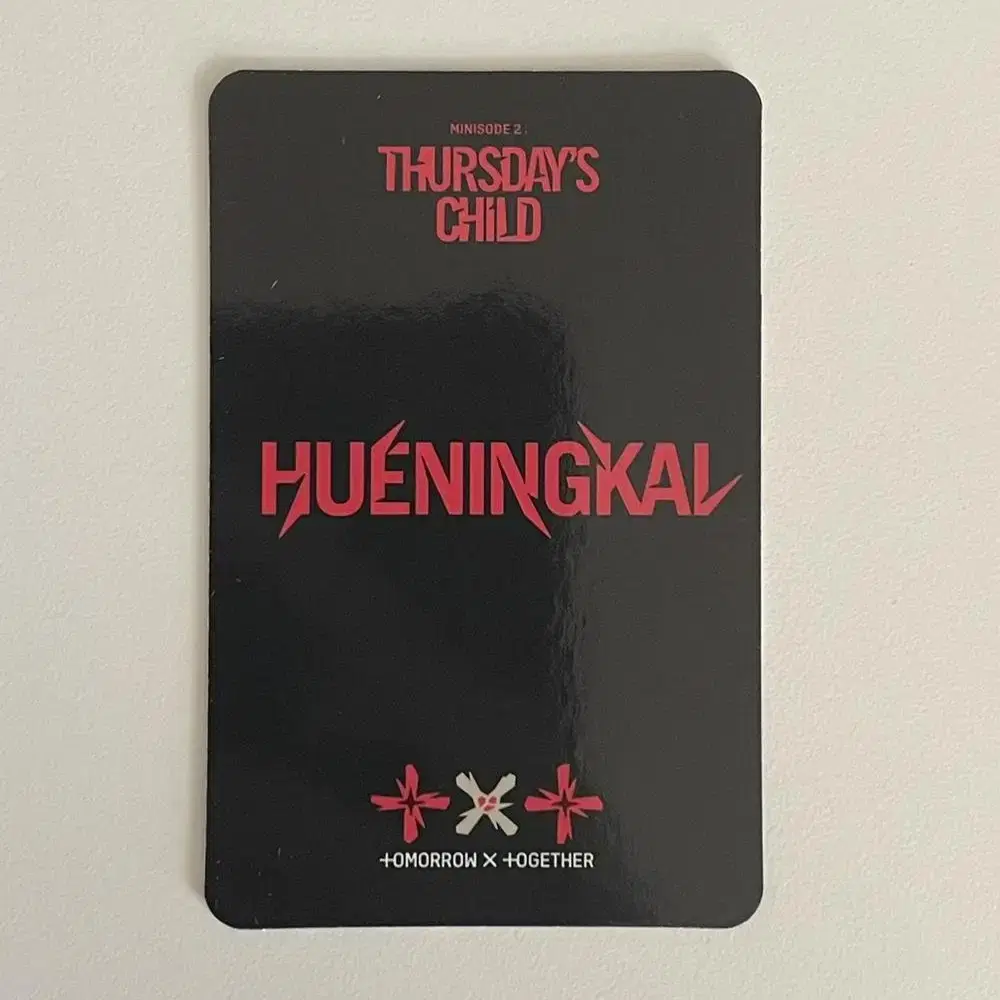 MINISODE 2 :
THURSDAY'S
CHILD
HUENINGKAI
TOMORROW X TOGETHER